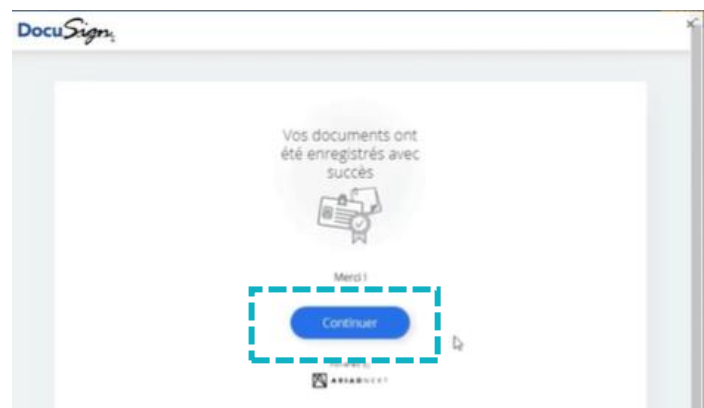 DocuSign
Vos documents ont
été enregistrés avec
succès
Merci !
Continuer
ARIADNEXT